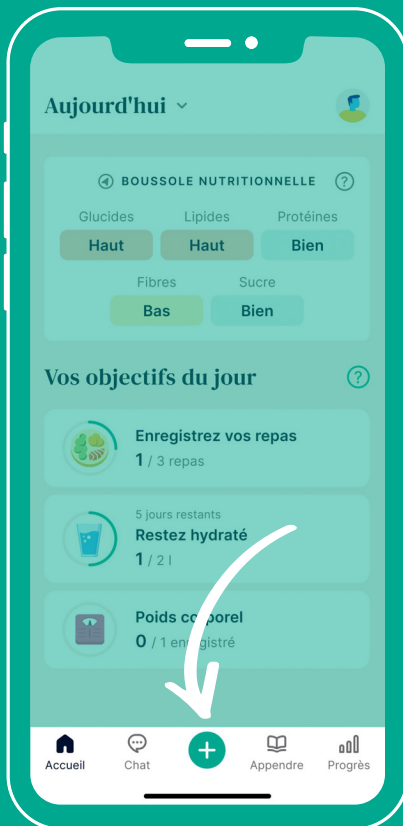 Aujourd'hui
BOUSSOLE NUTRITIONNELLE ?
Glucides Lipides Protéines
Haut Haut Bien
Fibres Sucre
Bas Bien
Vos objectifs du jour ?
Enregistrez vos repas
1 / 3 repas
5 jours restants
Restez hydraté
1 / 2 l
Poids corporel
0 / 1 enregistré
Accueil Chat + Appendre Progrès